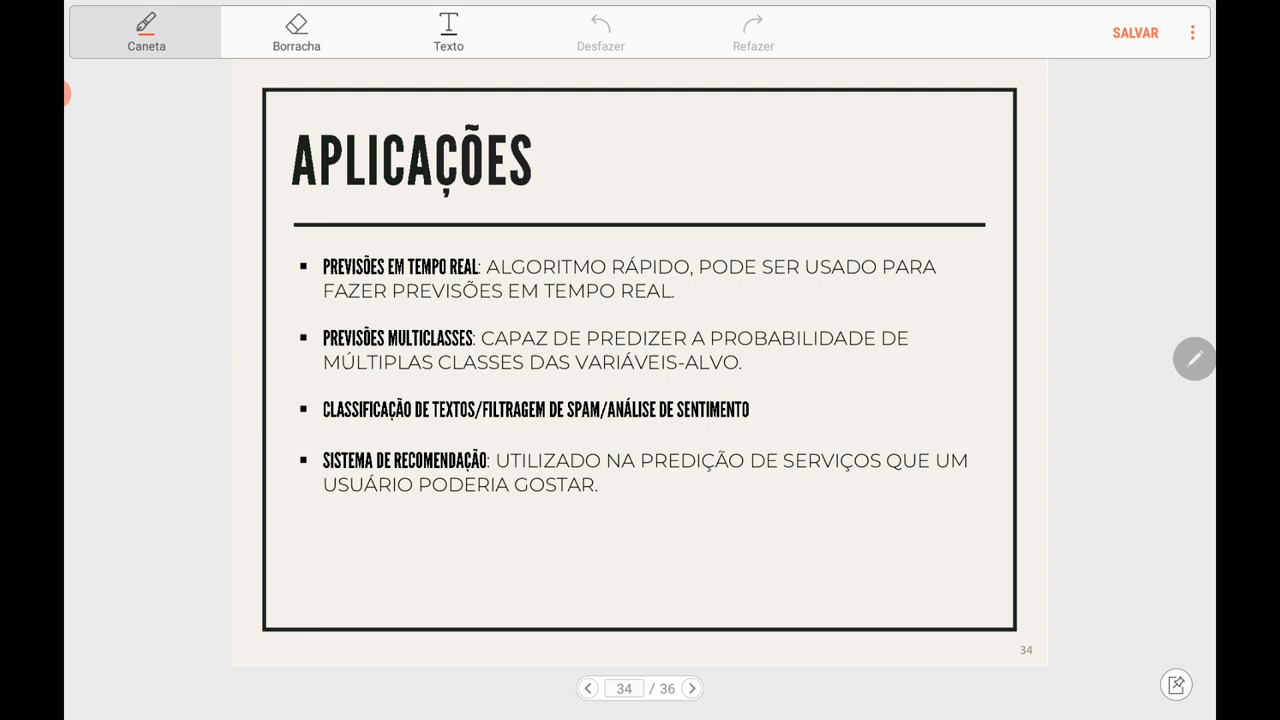 Caneta
Borracha
Texto
Desfazer
Refazer
SALVAR
APLICAÇÕES
▪ PREVISÕES EM TEMPO REAL: ALGORITMO RÁPIDO, PODE SER USADO PARA
FAZER PREVISÕES EM TEMPO REAL.
▪ PREVISÕES MULTICLASSES: CAPAZ DE PREDIZER A PROBABILIDADE DE
MÚLTIPLAS CLASSES DAS VARIÁVEIS-ALVO.
▪ CLASSIFICAÇÃO DE TEXTOS/FILTRAGEM DE SPAM/ANÁLISE DE SENTIMENTO
▪ SISTEMA DE RECOMENDAÇÃO: UTILIZADO NA PREDIÇÃO DE SERVIÇOS QUE UM
USUÁRIO PODERIA GOSTAR.
34
34 / 36